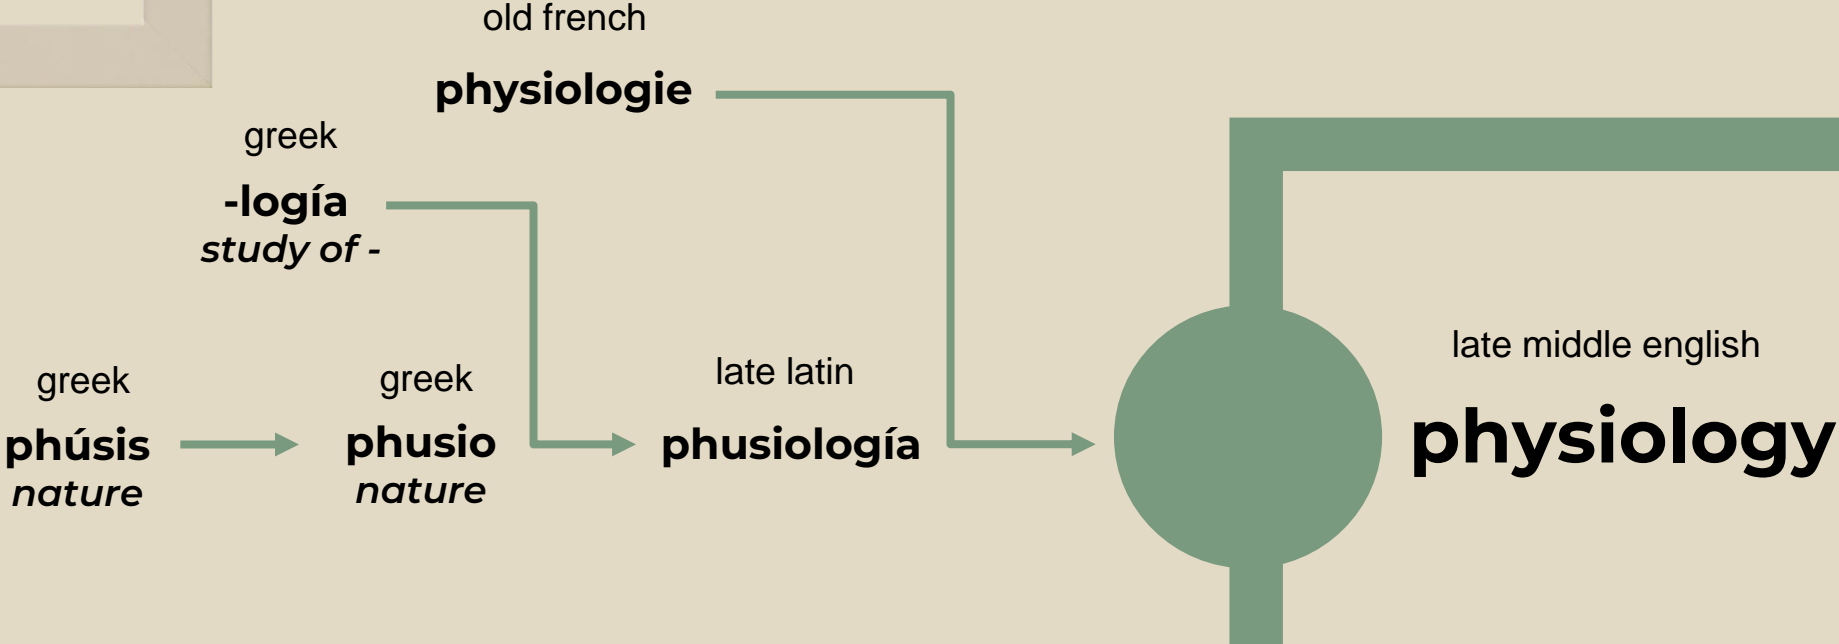 old french
physiologie
greek
-logía
study of -
greek
phúsis
nature
greek
phusio
nature
late latin
phusiología
late middle english
physiology